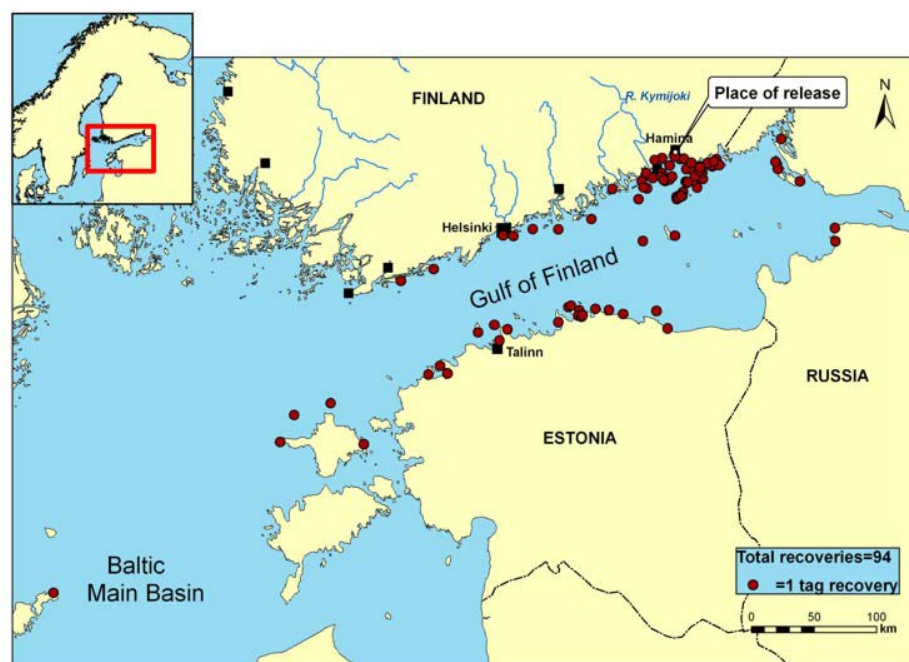 FINLAND
R. Kymijoki
Place of release
N
Hamina
Helsinki
Gulf of Finland
Talinn
RUSSIA
ESTONIA
Baltic
Main Basin
Total recoveries=94
=1 tag recovery
0 50 100
km